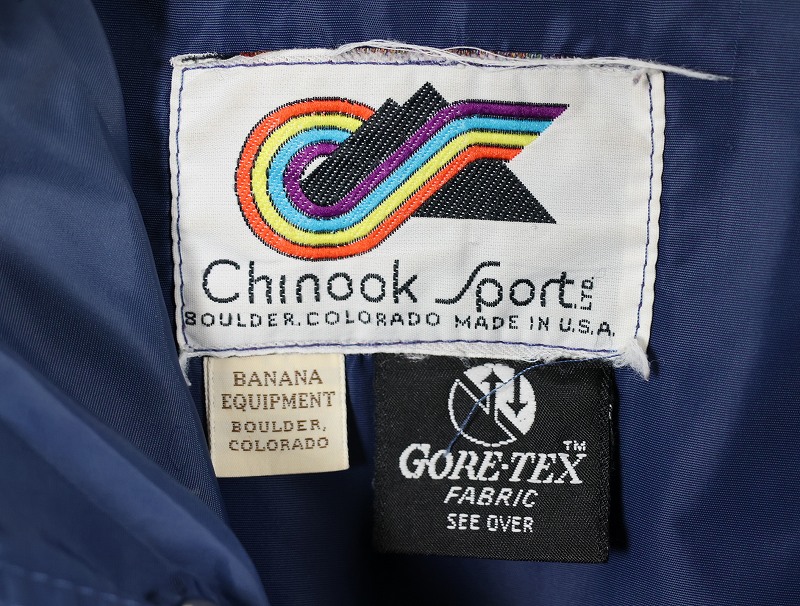 Chinook Sport LTD.
BOULDER, COLORADO MADE IN U.S.A.
BANANA
EQUIPMENT
BOULDER,
COLORADO
GORE-TEX™
FABRIC
SEE OVER